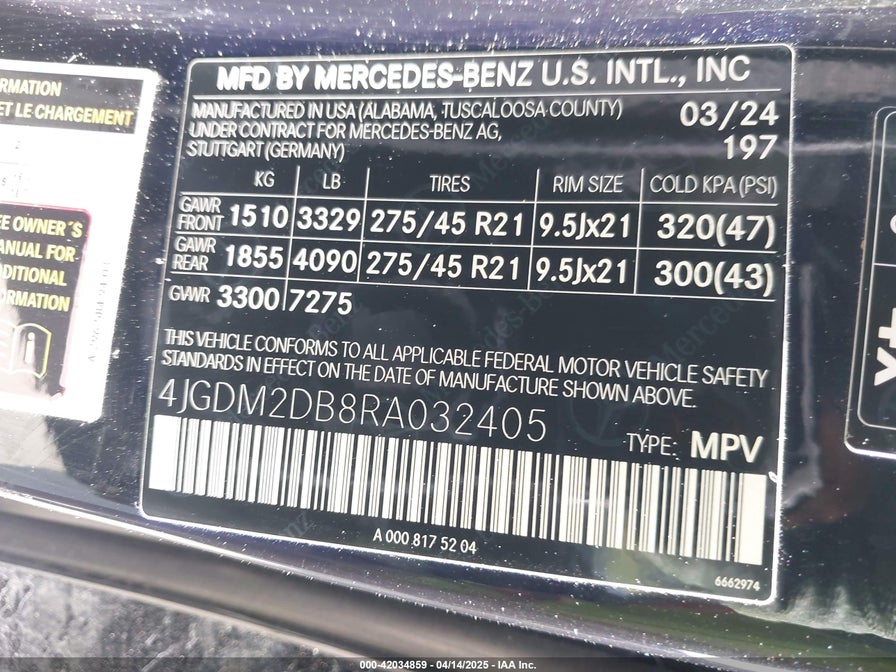 RMATION
ET LE CHARGEMENT
EE OWNER´S
ANUAL FOR
DDITIONAL
FORMATION
MFD BY MERCEDES-BENZ U.S. INTL., INC
MANUFACTURED IN USA (ALABAMA, TUSCALOOSA COUNTY) 03/24
UNDER CONTRACT FOR MERCEDES-BENZ AG,
STUTTGART (GERMANY) 197
KG LB TIRES RIM SIZE COLD KPA (PSI)
GAWR FRONT 1510 3329 275/45 R21 9.5Jx21 320(47)
GAWR REAR 1855 4090 275/45 R21 9.5Jx21 300(43)
GVWR 3300 7275
THIS VEHICLE CONFORMS TO ALL APPLICABLE FEDERAL MOTOR VEHICLE SAFETY
STANDARDS IN EFFECT ON THE DATE OF MANUFACTURE SHOWN ABOVE.
4JGDM2DB8RA032405
TYPE: MPV
A 000 817 52 04
6662974
000-42034859 - 04/14/2025 - IAA Inc.